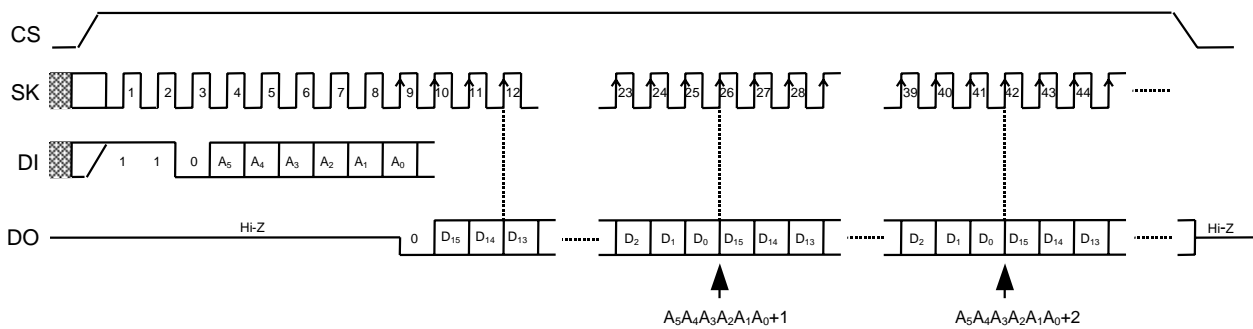 CS
SK 1 2 3 4 5 6 7 8 9 10 11 12 23 24 25 26 27 28 39 40 41 42 43 44
DI 1 1 0 A₅ A₄ A₃ A₂ A₁ A₀
DO Hi-Z 0 D₁₅ D₁₄ D₁₃ D₂ D₁ D₀ D₁₅ D₁₄ D₁₃ D₂ D₁ D₀ D₁₅ D₁₄ D₁₃ Hi-Z
A₅A₄A₃A₂A₁A₀+1 A₅A₄A₃A₂A₁A₀+2